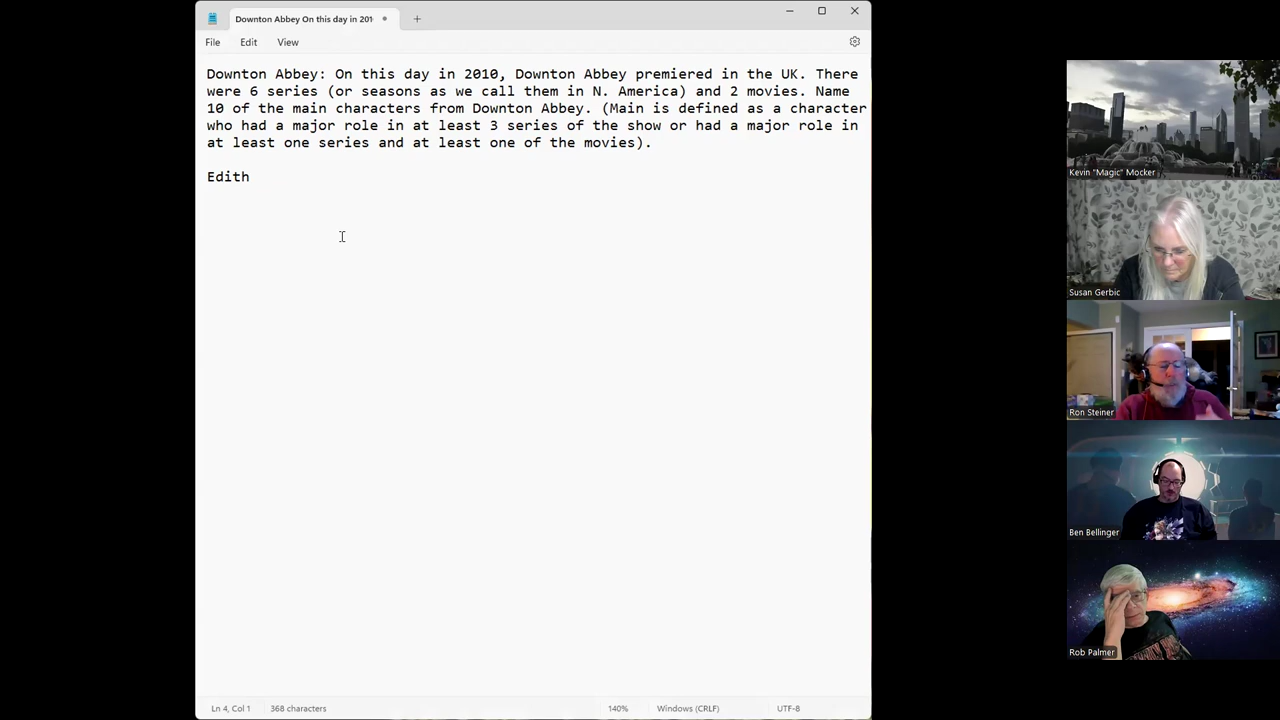 Downton Abbey On this day in 201
File
Edit
View
Downton Abbey: On this day in 2010, Downton Abbey premiered in the UK. There
were 6 series (or seasons as we call them in N. America) and 2 movies. Name
10 of the main characters from Downton Abbey. (Main is defined as a character
who had a major role in at least 3 series of the show or had a major role in
at least one series and at least one of the movies).
Edith
Ln 4, Col 1
368 characters
140%
Windows (CRLF)
UTF-8
Kevin "Magic" Mocker
Susan Gerbic
Ron Steiner
Ben Bellinger
Rob Palmer